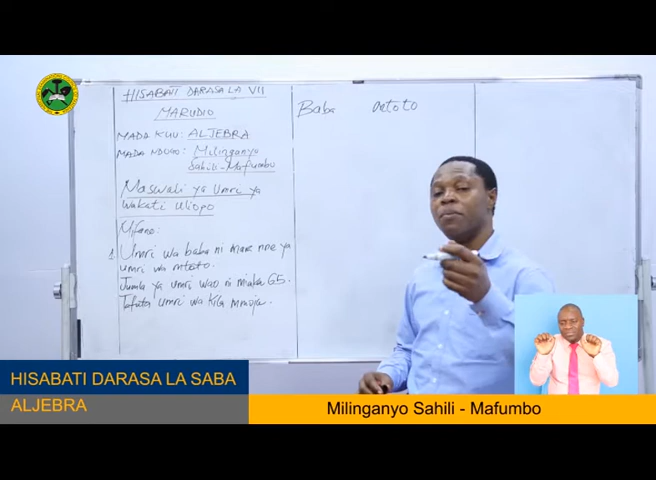 HISABATI DARASA LA VII
MARUDIO
MADA KUU: ALJEBRA
MADA NDOGO: Milinganyo
Sahili - Mafumbo
Maswali ya Umri ya
Wakati Uliopo
Mfano:
1. Umri wa baba ni mara nne ya
umri wa mtoto.
Jumla ya umri wao ni miaka 65.
Tafuta umri wa kila mmoja.
Baba mtoto
HISABATI DARASA LA SABA
ALJEBRA
Milinganyo Sahili - Mafumbo